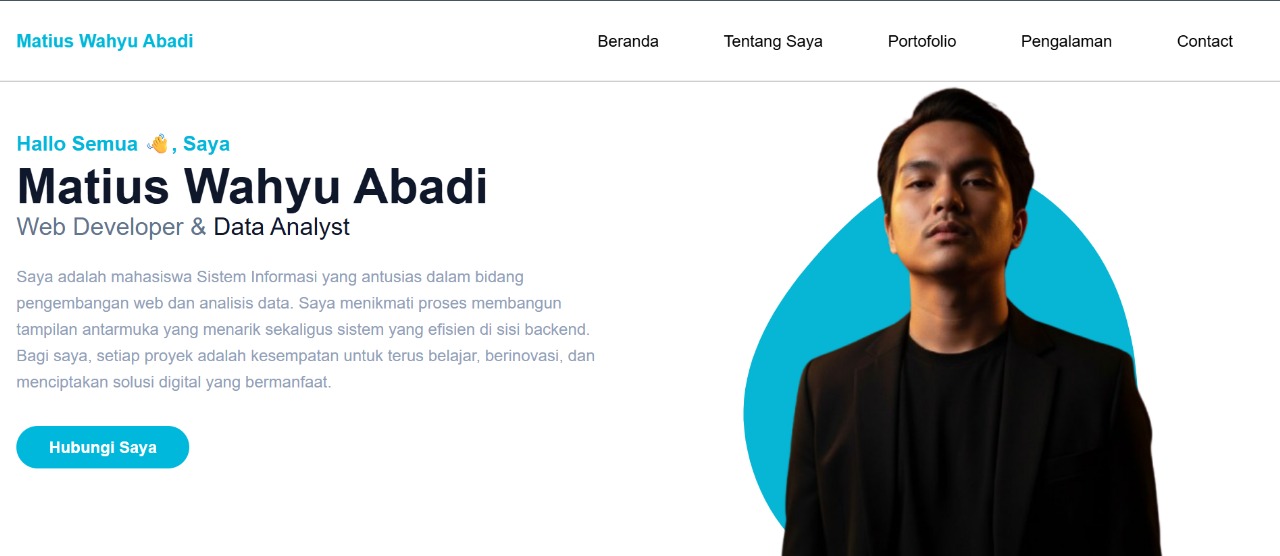 Matius Wahyu Abadi
Beranda Tentang Saya Portofolio Pengalaman Contact
Hallo Semua 👋, Saya
Matius Wahyu Abadi
Web Developer & Data Analyst
Saya adalah mahasiswa Sistem Informasi yang antusias dalam bidang
pengembangan web dan analisis data. Saya menikmati proses membangun
tampilan antarmuka yang menarik sekaligus sistem yang efisien di sisi backend.
Bagi saya, setiap proyek adalah kesempatan untuk terus belajar, berinovasi, dan
menciptakan solusi digital yang bermanfaat.
Hubungi Saya